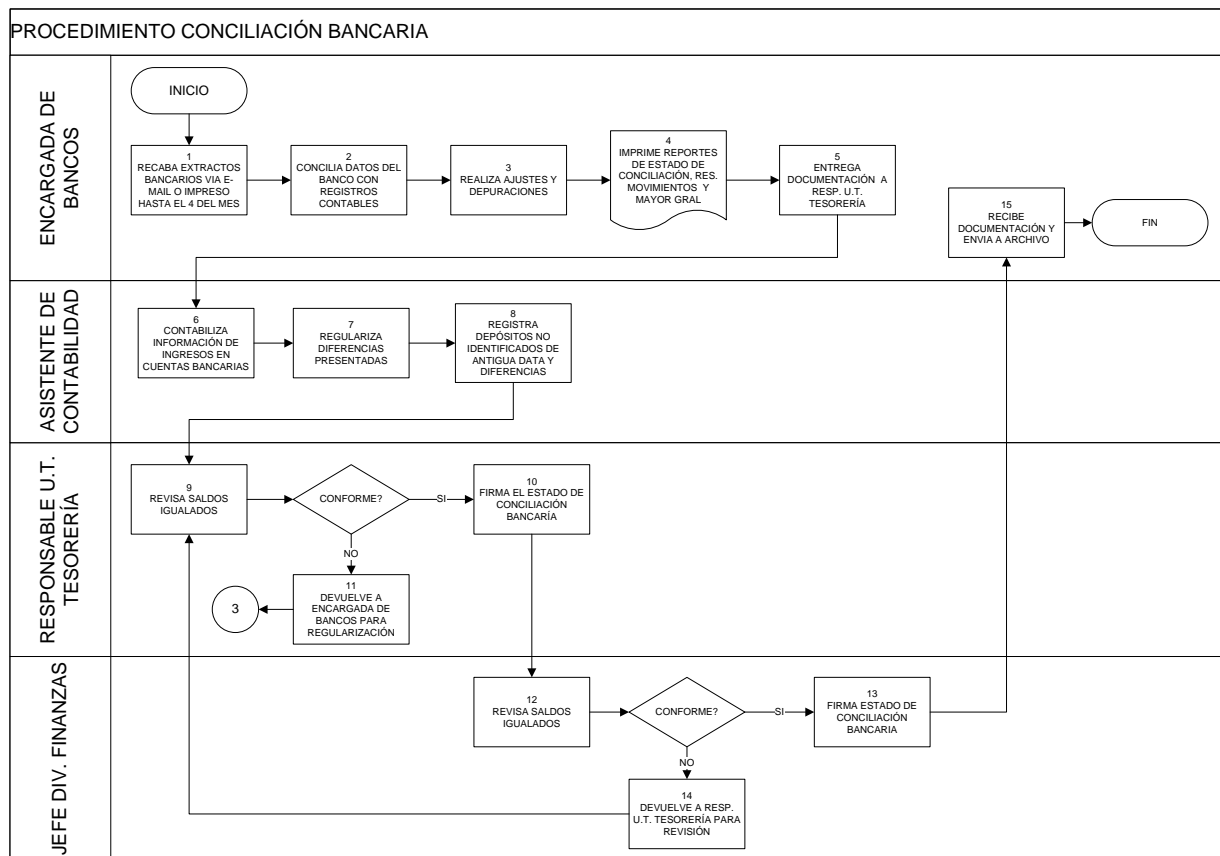 PROCEDIMIENTO CONCILIACIÓN BANCARIA
ENCARGADA DE
BANCOS
INICIO
1
RECABA EXTRACTOS
BANCARIOS VIA E-
MAIL O IMPRESO
HASTA EL 4 DEL MES
2
CONCILIA DATOS DEL
BANCO CON
REGISTROS
CONTABLES
3
REALIZA AJUSTES Y
DEPURACIONES
4
IMPRIME REPORTES
DE ESTADO DE
CONCILIACIÓN, RES.
MOVIMIENTOS Y
MAYOR GRAL
5
ENTREGA
DOCUMENTACIÓN A
RESP. U.T.
TESORERÍA
15
RECIBE
DOCUMENTACIÓN Y
ENVIA A ARCHIVO
FIN
ASISTENTE DE
CONTABILIDAD
6
CONTABILIZA
INFORMACIÓN DE
INGRESOS EN
CUENTAS BANCARIAS
7
REGULARIZA
DIFERENCIAS
PRESENTADAS
8
REGISTRA
DEPÓSITOS NO
IDENTIFICADOS DE
ANTIGUA DATA Y
DIFERENCIAS
RESPONSABLE U.T.
TESORERÍA
9
REVISA SALDOS
IGUALADOS
CONFORME?
SI
10
FIRMA EL ESTADO DE
CONCILIACIÓN
BANCARÍA
NO
11
DEVUELVE A
ENCARGADA DE
BANCOS PARA
REGULARIZACIÓN
3
JEFE DIV. FINANZAS
12
REVISA SALDOS
IGUALADOS
CONFORME?
SI
13
FIRMA ESTADO DE
CONCILIACIÓN
BANCARIA
NO
14
DEVUELVE A RESP.
U.T. TESORERÍA PARA
REVISIÓN